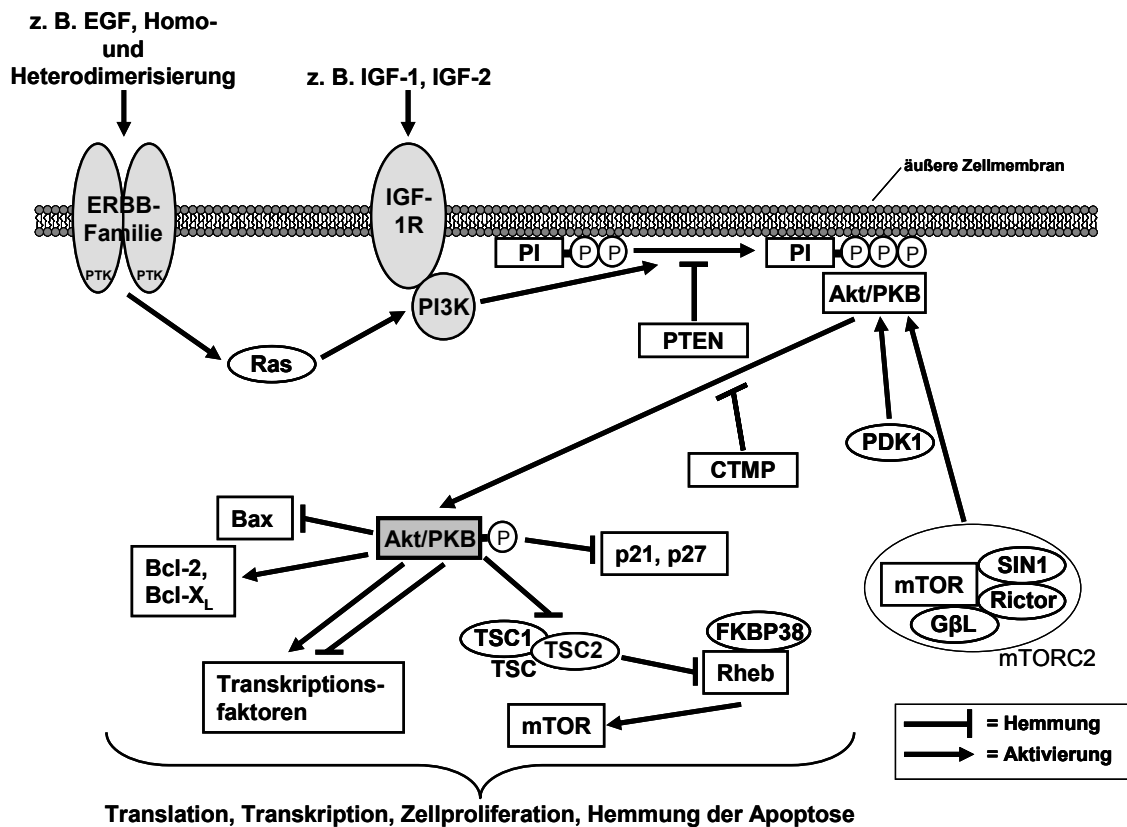 z. B. EGF, Homo-
und
Heterodimerisierung
z. B. IGF-1, IGF-2
äußere Zellmembran
ERBB-
Familie
PTK PTK
IGF-
1R
PI P P
PI P P P
PI3K
Akt/PKB
PTEN
Ras
PDK1
CTMP
Bax
Akt/PKB P
p21, p27
Bcl-2,
Bcl-XL
SIN1
mTOR
Rictor
GβL
mTORC2
TSC1
TSC2
TSC
FKBP38
Rheb
Transkriptions-
faktoren
mTOR
= Hemmung
= Aktivierung
Translation, Transkription, Zellproliferation, Hemmung der Apoptose